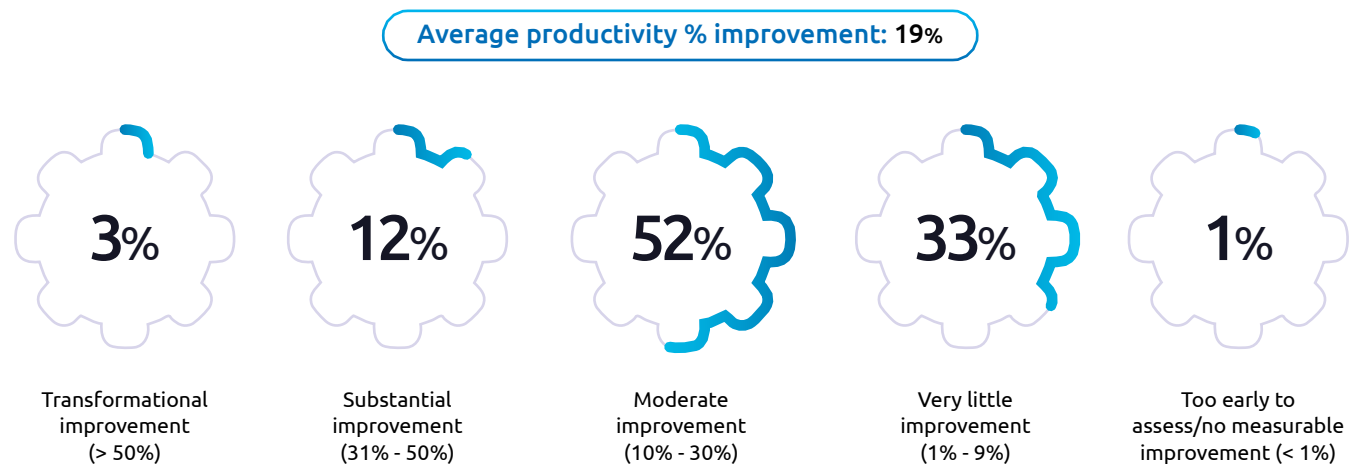 Average productivity % improvement: 19%
3%
12%
52%
33%
1%
Transformational
improvement
(> 50%)
Substantial
improvement
(31% - 50%)
Moderate
improvement
(10% - 30%)
Very little
improvement
(1% - 9%)
Too early to
assess/no measurable
improvement (< 1%)